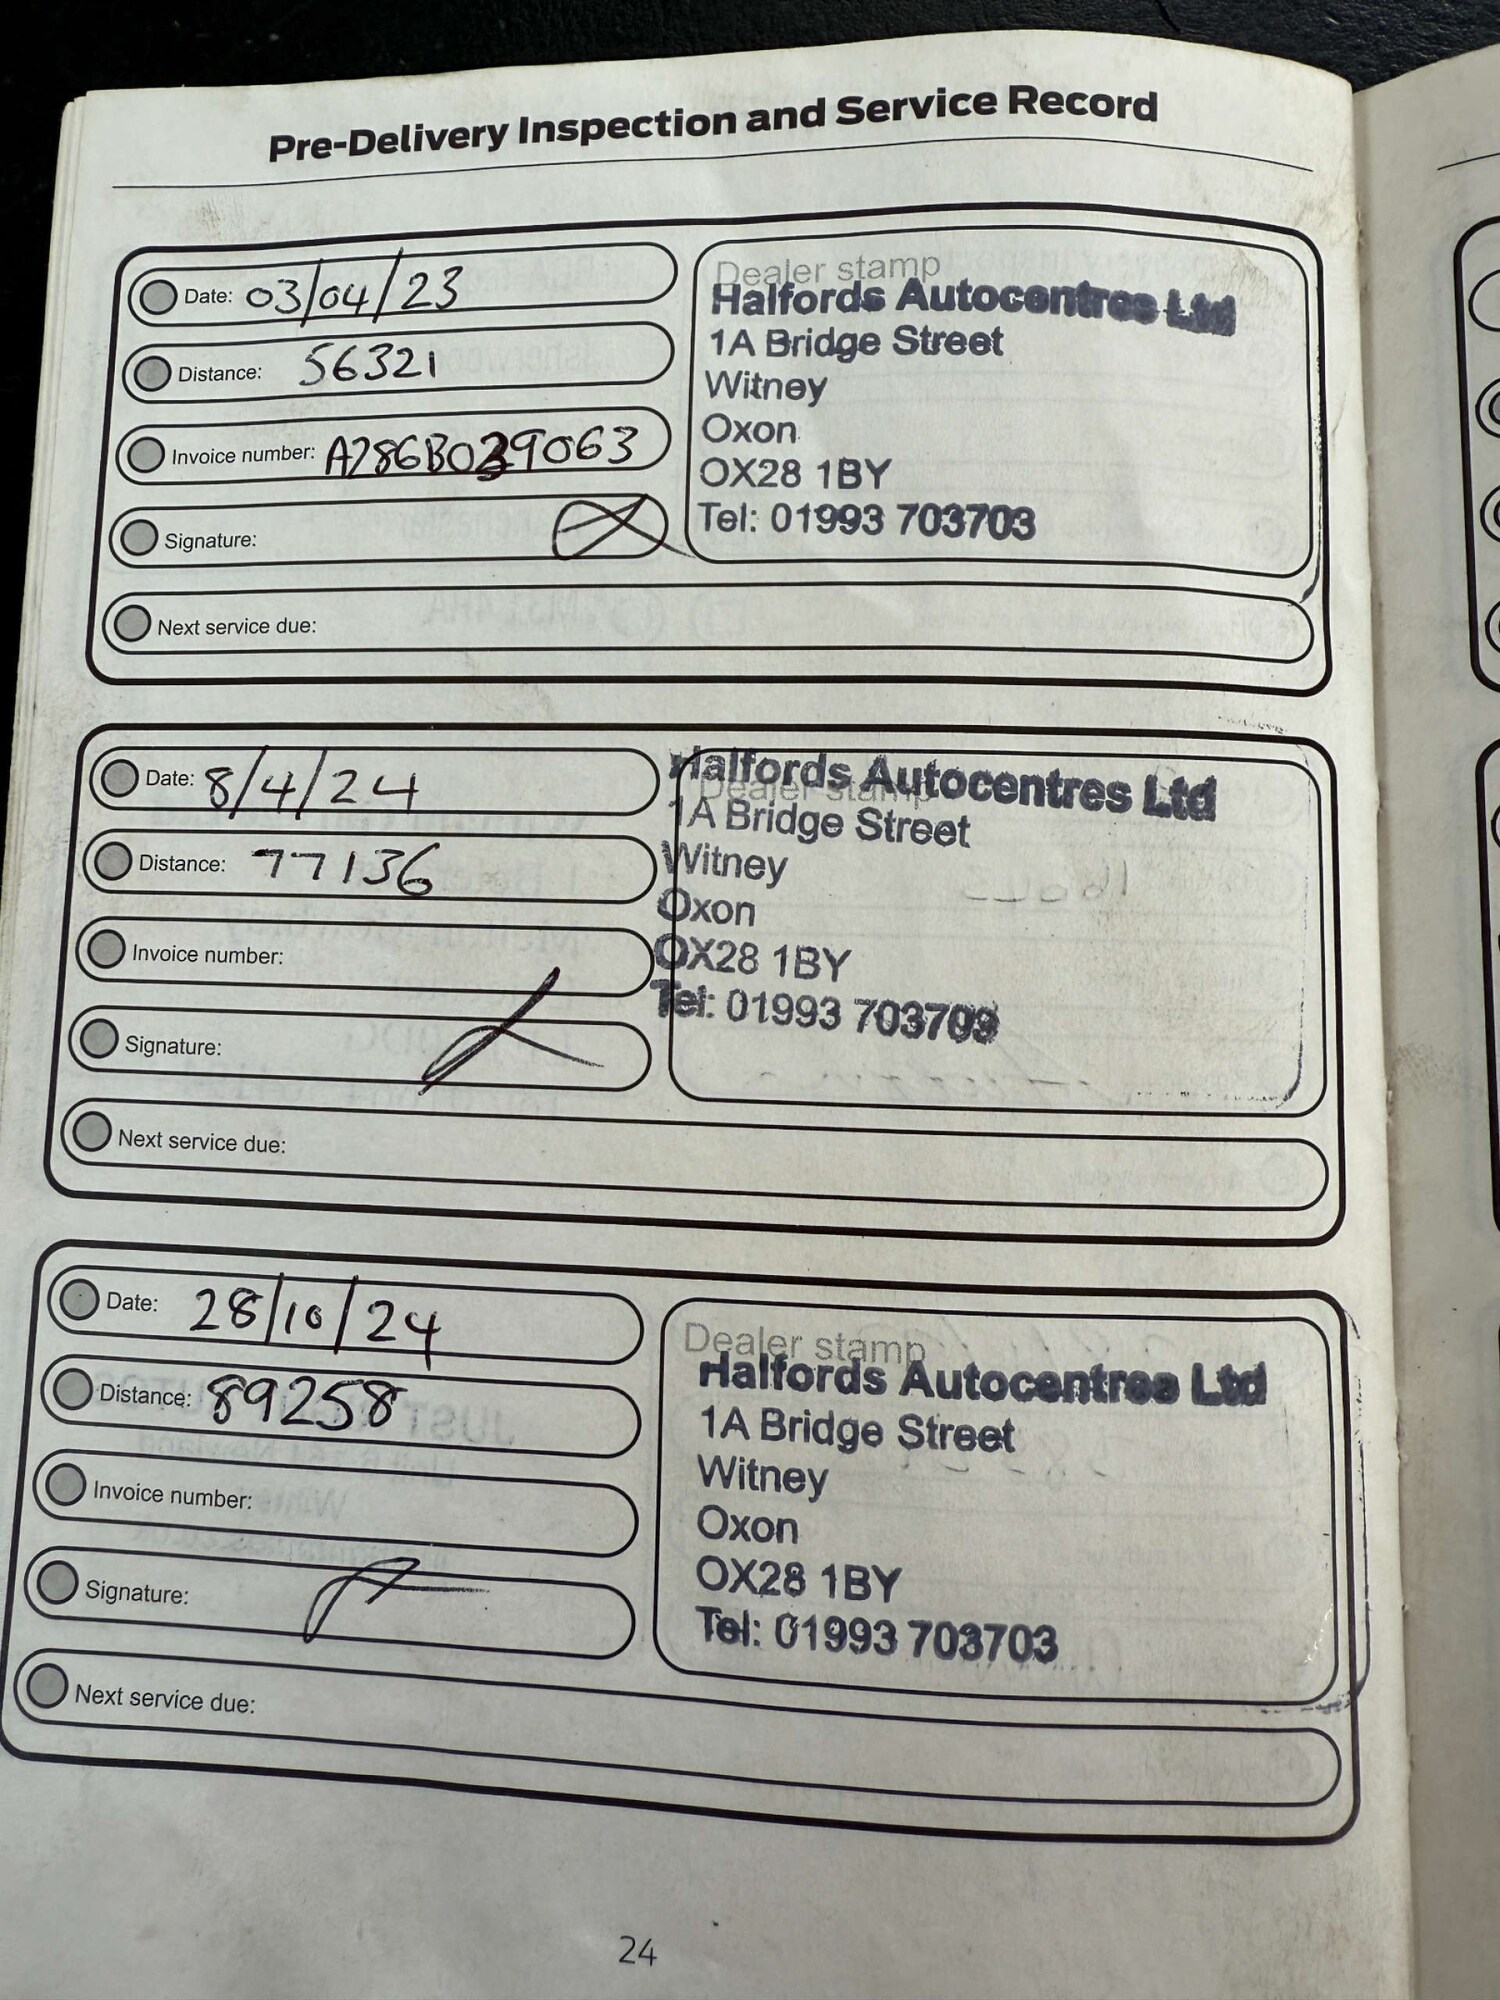 Pre-Delivery Inspection and Service Record
Date: 03/04/23
Distance: 56321
Invoice number: A286B029063
Signature:
Next service due:
Dealer stamp
Halfords Autocentres Ltd
1A Bridge Street
Witney
Oxon
OX28 1BY
Tel: 01993 703703
Date: 8/4/24
Distance: 77136
Invoice number:
Signature:
Next service due:
Dealer stamp
Halfords Autocentres Ltd
1A Bridge Street
Witney
Oxon
OX28 1BY
Tel: 01993 703703
Date: 28/10/24
Distance: 89258
Invoice number:
Signature:
Next service due:
Dealer stamp
Halfords Autocentres Ltd
1A Bridge Street
Witney
Oxon
OX28 1BY
Tel: 01993 703703
24